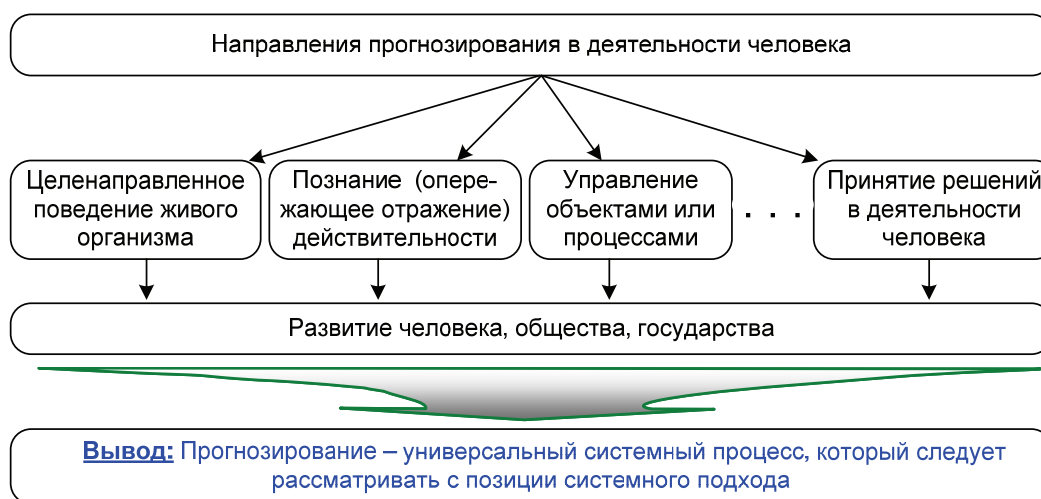 Направления прогнозирования в деятельности человека
Целенаправленное
поведение живого
организма
Познание (опере-
жающее отражение)
действительности
Управление
объектами или
процессами
. . .
Принятие решений
в деятельности
человека
Развитие человека, общества, государства
Вывод: Прогнозирование – универсальный системный процесс, который следует
рассматривать с позиции системного подхода